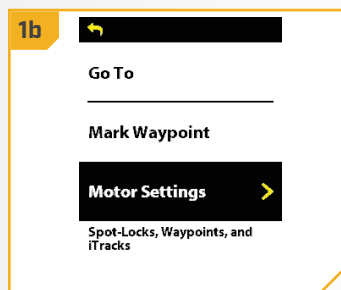 1b
Go To
Mark Waypoint
Motor Settings
Spot-Locks, Waypoints, and
iTracks